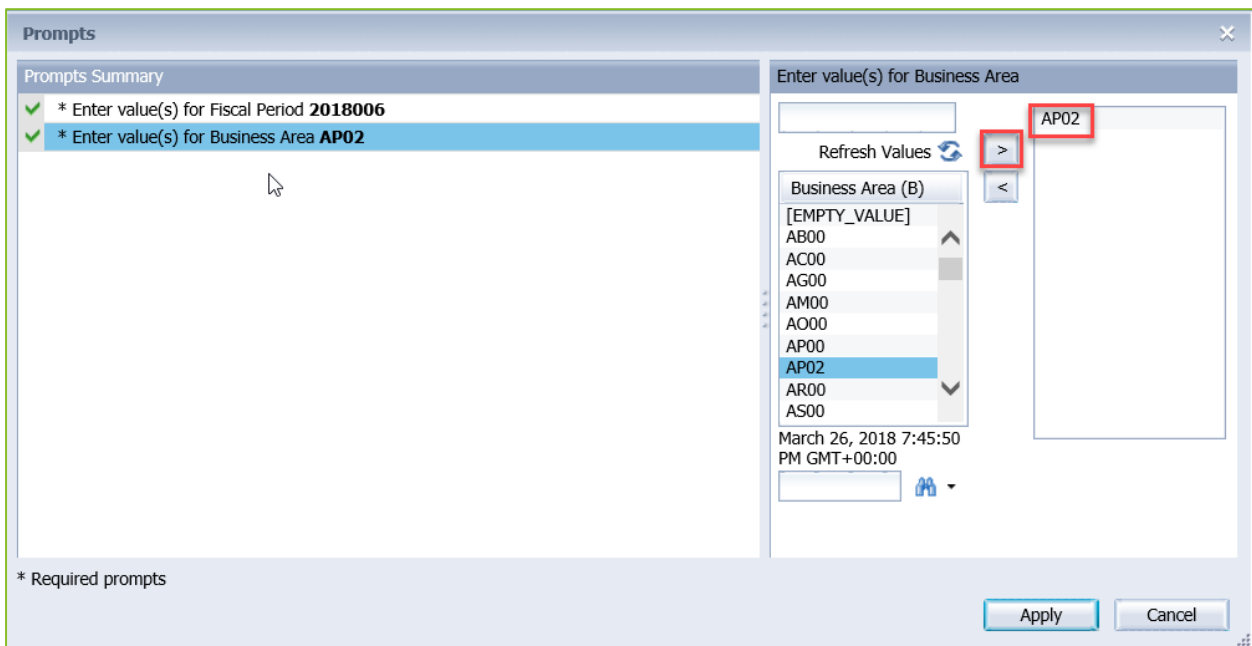 Prompts
Prompts Summary
* Enter value(s) for Fiscal Period 2018006
* Enter value(s) for Business Area AP02
Enter value(s) for Business Area
Refresh Values
>
<
Business Area (B)
[EMPTY_VALUE]
AB00
AC00
AG00
AM00
AO00
AP00
AP02
AR00
AS00
March 26, 2018 7:45:50
PM GMT+00:00
AP02
* Required prompts
Apply
Cancel